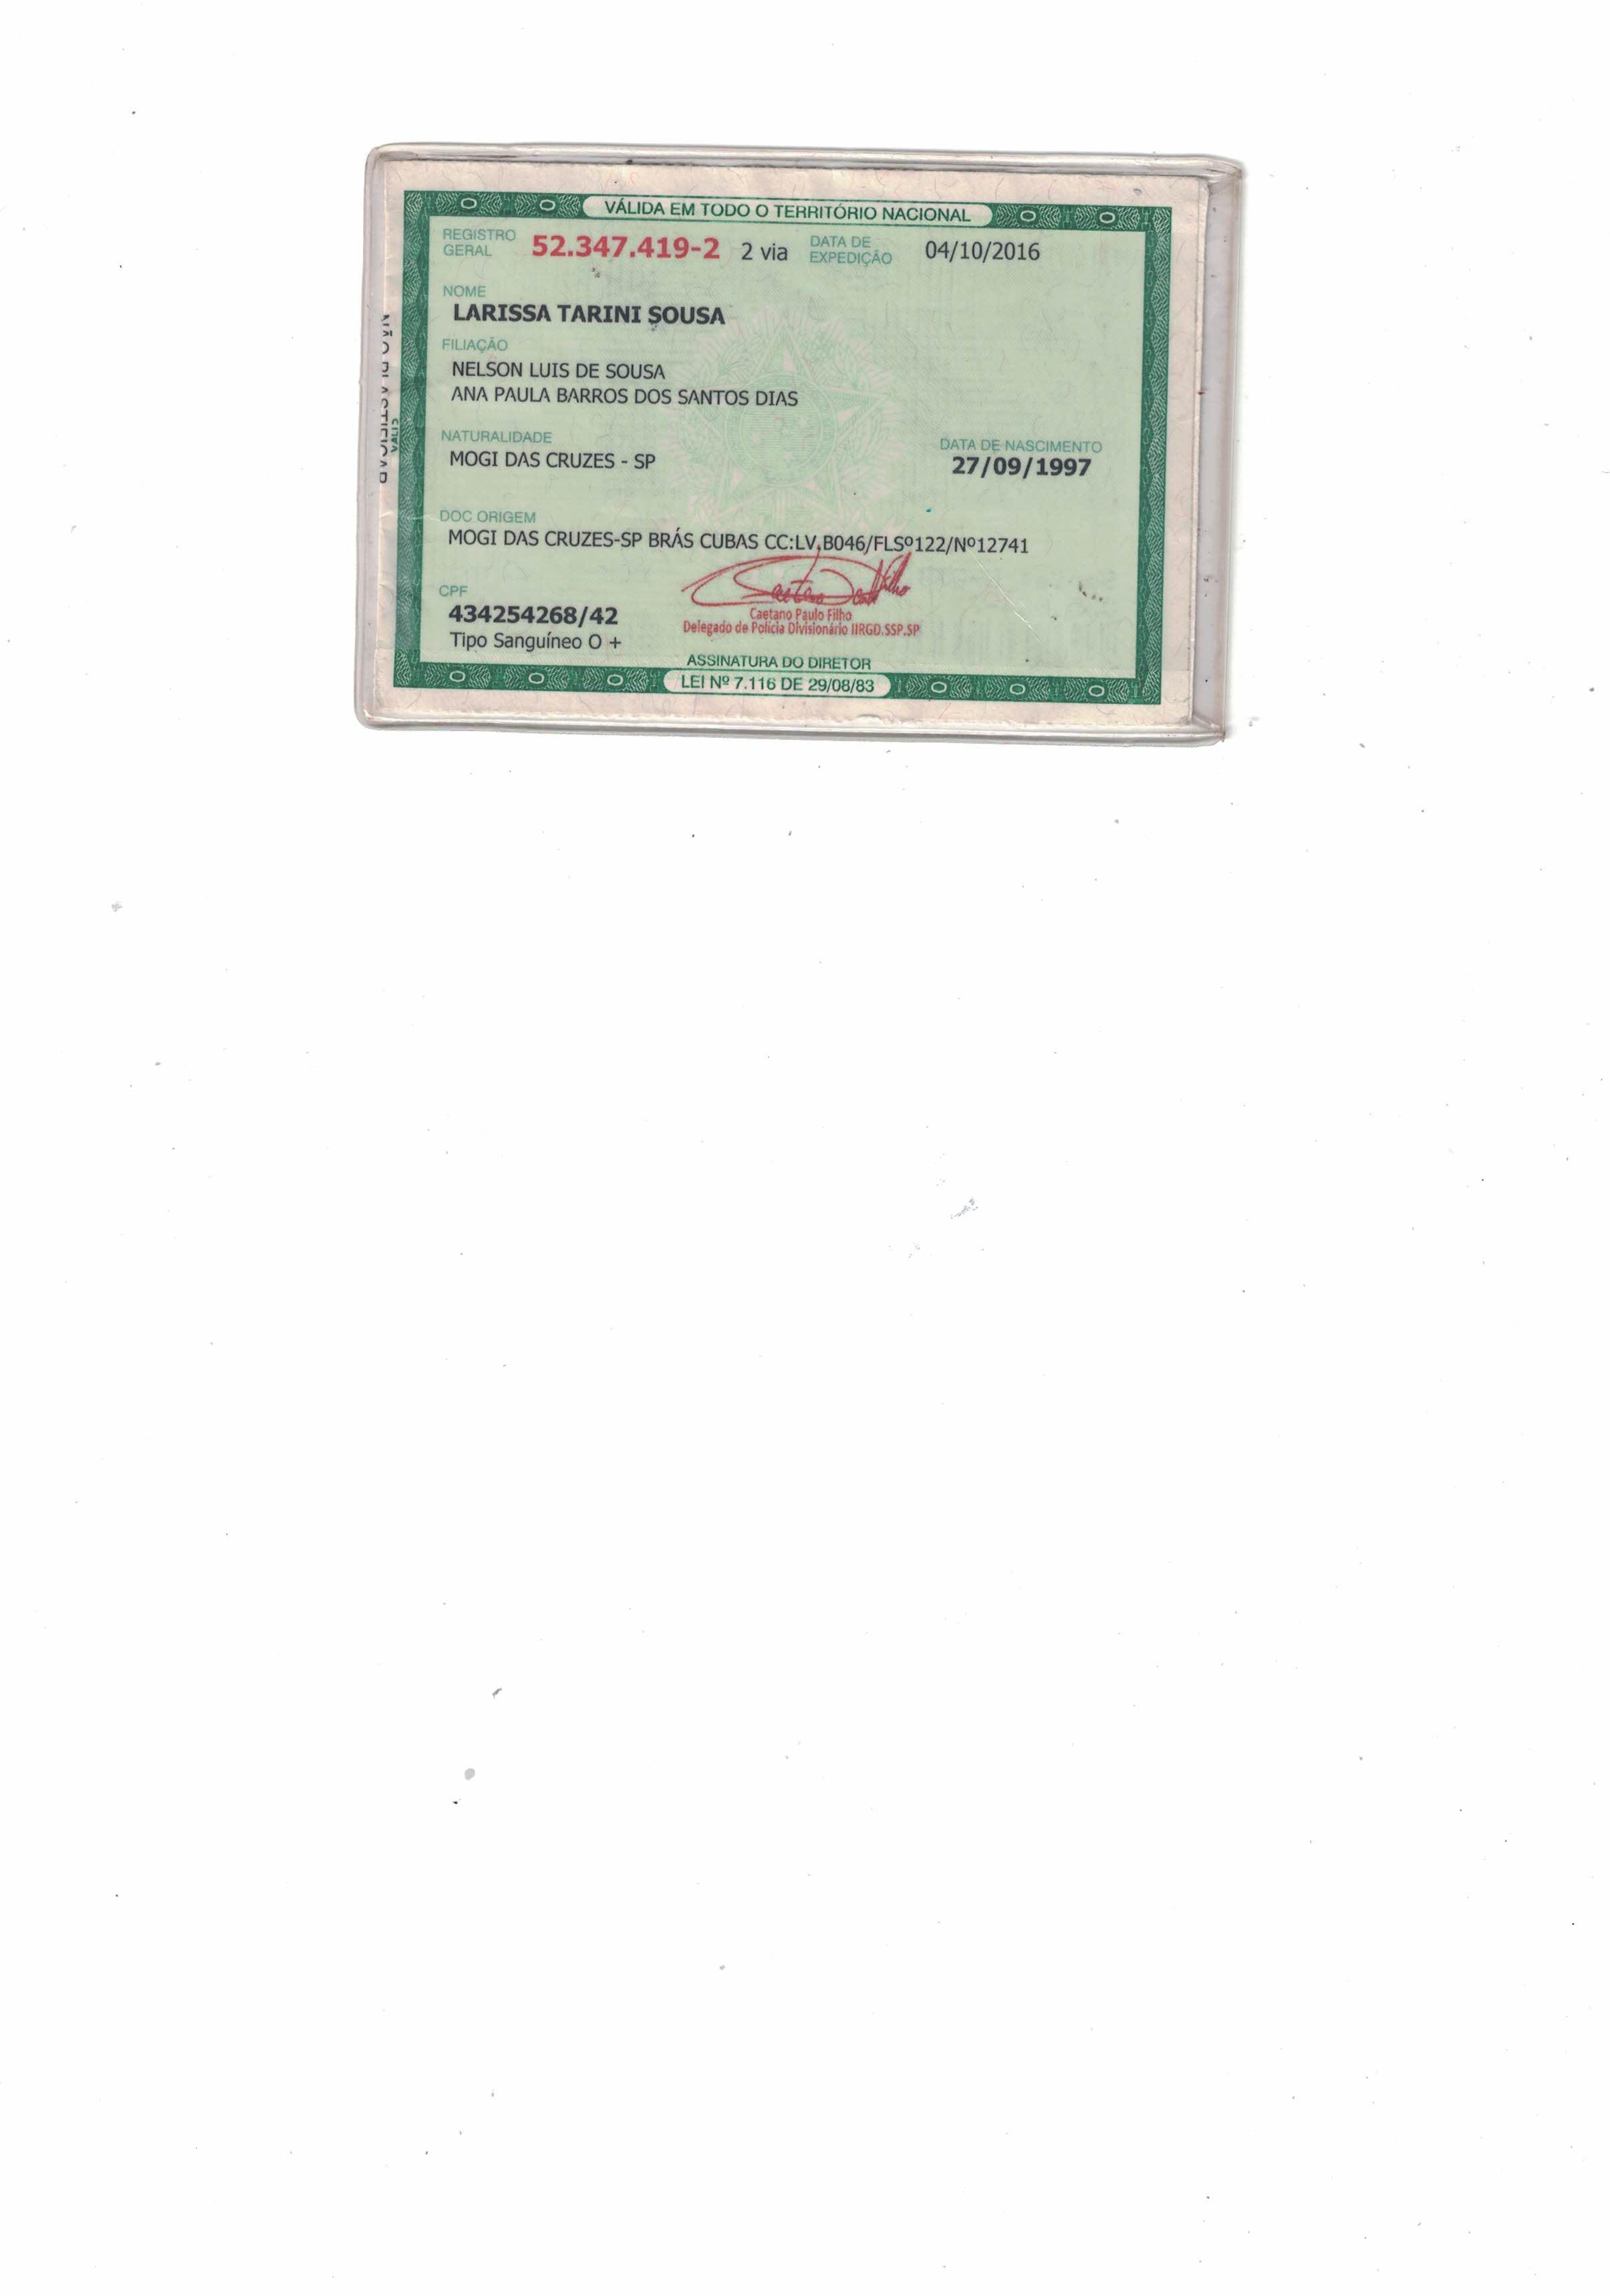 VÁLIDA EM TODO O TERRITÓRIO NACIONAL
REGISTRO GERAL 52.347.419-2 2 via DATA DE EXPEDIÇÃO 04/10/2016
NOME
LARISSA TARINI SOUSA
FILIAÇÃO
NELSON LUIS DE SOUSA
ANA PAULA BARROS DOS SANTOS DIAS
NATURALIDADE DATA DE NASCIMENTO
MOGI DAS CRUZES - SP 27/09/1997
DOC ORIGEM
MOGI DAS CRUZES-SP BRÁS CUBAS CC:LV.B046/FLSº122/Nº12741
CPF
434254268/42
Tipo Sanguíneo O +
Caetano Paulo Filho
Delegado de Polícia Divisionário IIRGD.SSP.SP
ASSINATURA DO DIRETOR
LEI Nº 7.116 DE 29/08/83